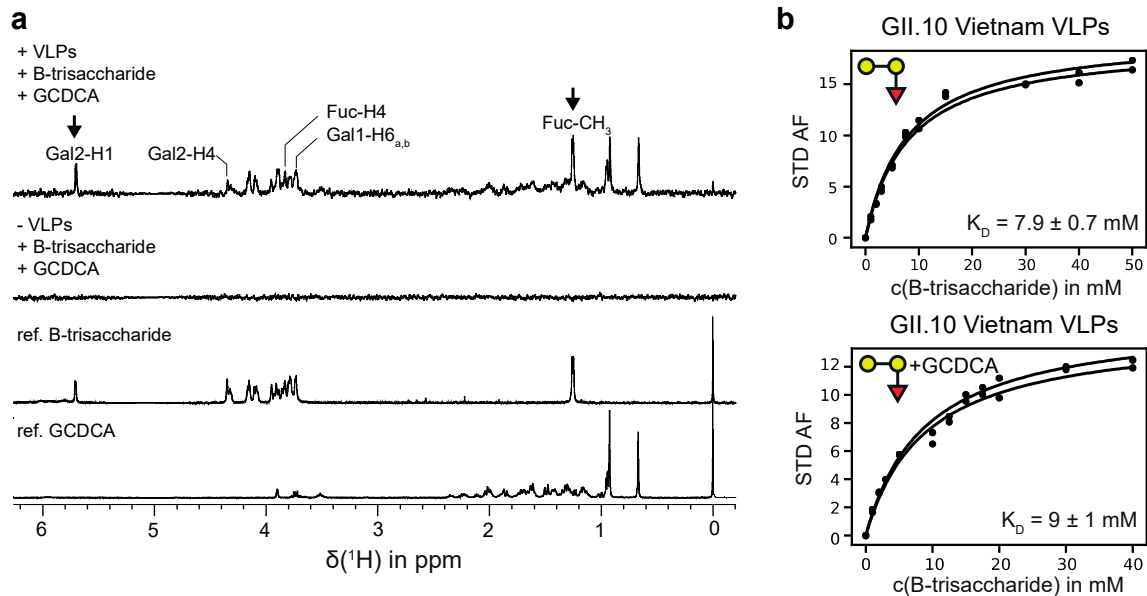 a
+ VLPs
+ B-trisaccharide
+ GCDCA
Gal2-H1
Gal2-H4
Fuc-H4
Gal1-H6a,b
Fuc-CH3
- VLPs
+ B-trisaccharide
+ GCDCA
ref. B-trisaccharide
ref. GCDCA
6 5 4 3 2 1 0
δ(¹H) in ppm
b
GII.10 Vietnam VLPs
STD AF
15
10
5
0
KD = 7.9 ± 0.7 mM
0 10 20 30 40 50
c(B-trisaccharide) in mM
GII.10 Vietnam VLPs
+GCDCA
STD AF
12
10
8
6
4
2
0
KD = 9 ± 1 mM
0 10 20 30 40
c(B-trisaccharide) in mM